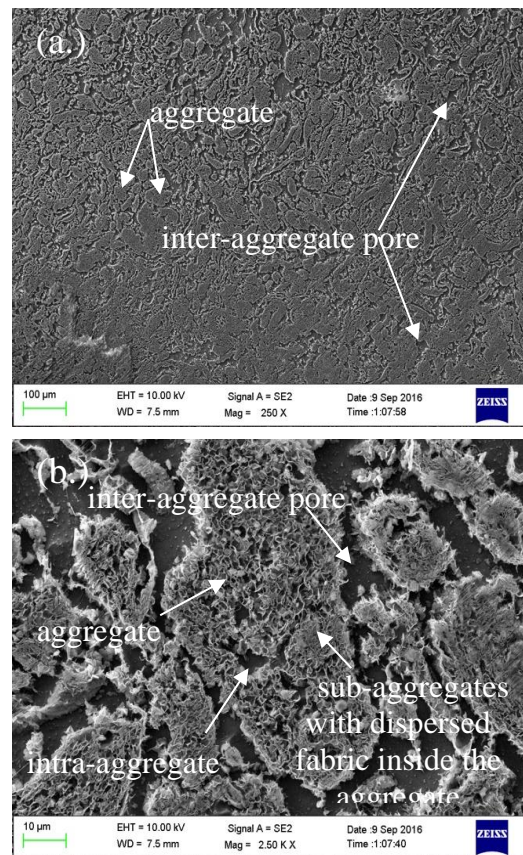 (a.)
aggregate
inter-aggregate pore
100 µm
EHT = 10.00 kV
Signal A = SE2
Date :9 Sep 2016
WD = 7.5 mm
Mag = 250 X
Time :1:07:58
ZEISS
(b.)
inter-aggregate pore
aggregate
sub-aggregates
with dispersed
intra-aggregate
fabric inside the
aggregate
10 µm
EHT = 10.00 kV
Signal A = SE2
Date :9 Sep 2016
WD = 7.5 mm
Mag = 2.50 K X
Time :1:07:40
ZEISS